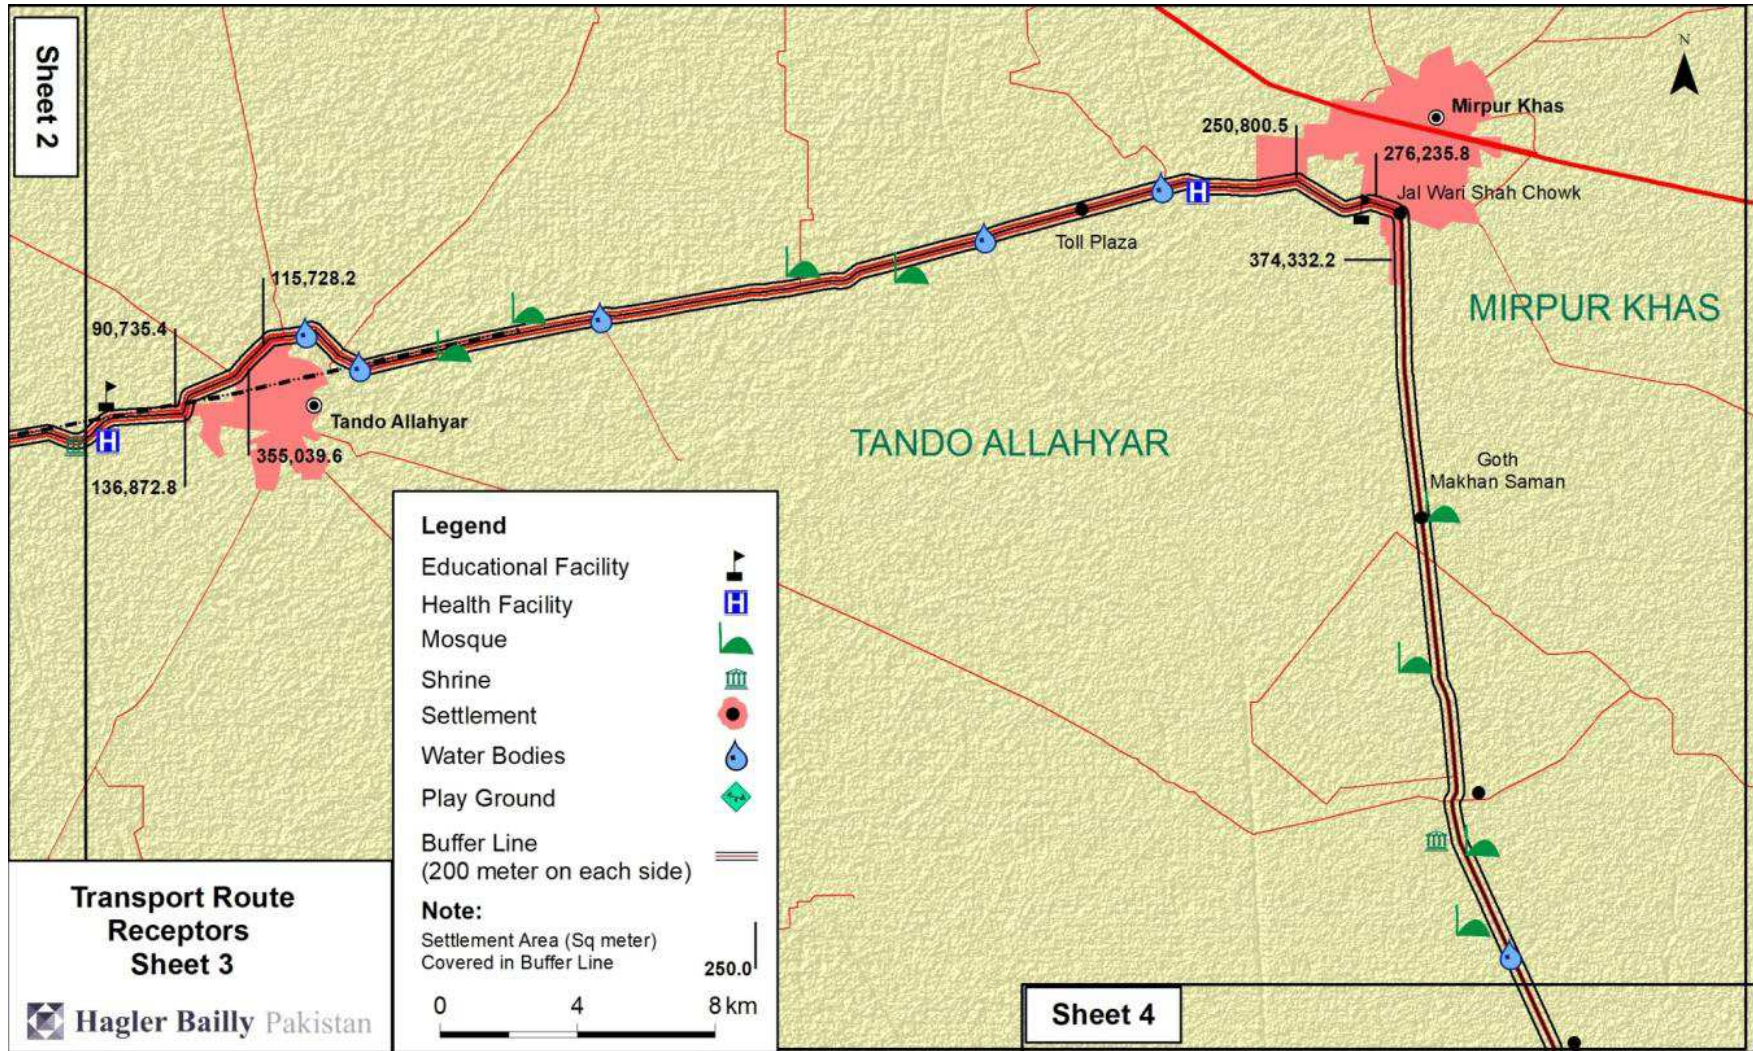 Sheet 2
N
Mirpur Khas
250,800.5
276,235.8
Jal Wari Shah Chowk
H
Toll Plaza
374,332.2
MIRPUR KHAS
115,728.2
90,735.4
Tando Allahyar
H
355,039.6
136,872.8
TANDO ALLAHYAR
Goth
Makhan Saman
Legend
Educational Facility
Health Facility H
Mosque
Shrine
Settlement
Water Bodies
Play Ground
Buffer Line
(200 meter on each side)
Note:
Settlement Area (Sq meter)
Covered in Buffer Line
250.0
0 4 8 km
Transport Route
Receptors
Sheet 3
Hagler Bailly Pakistan
Sheet 4